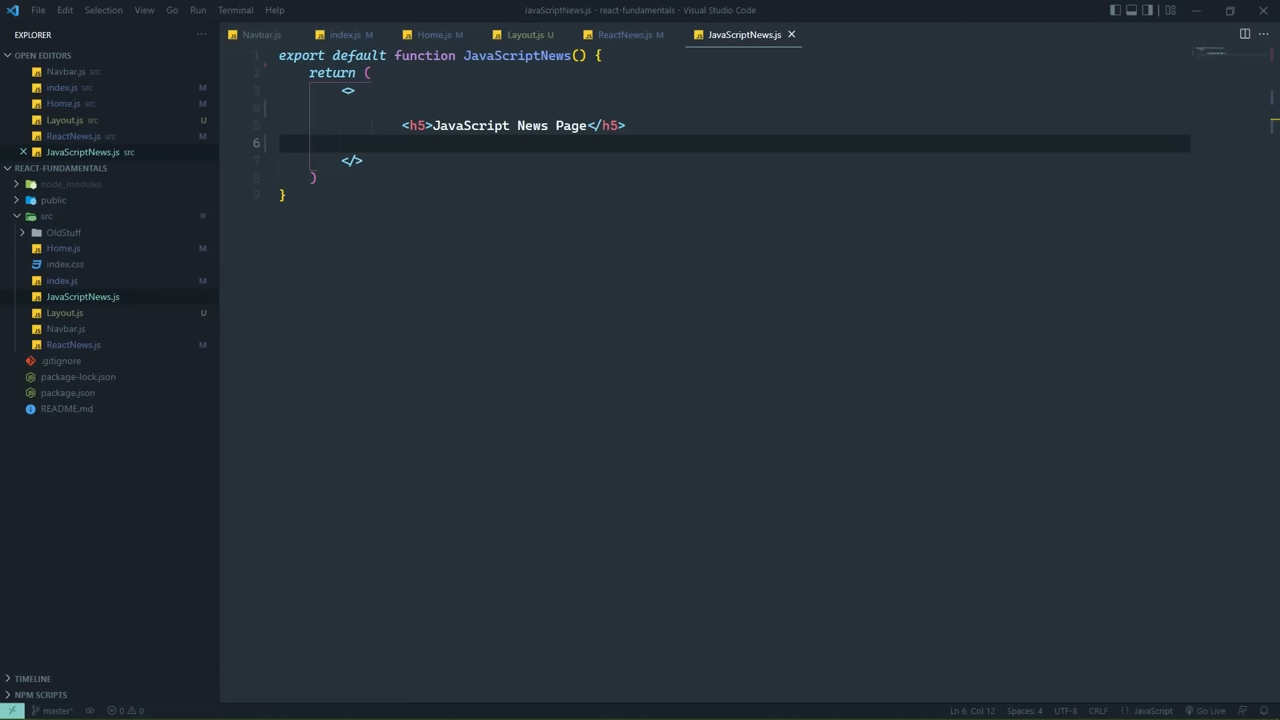 File Edit Selection View Go Run Terminal Help
JavaScriptNews.js - react-fundamentals - Visual Studio Code
EXPLORER
OPEN EDITORS
Navbar.js src
index.js src M
Home.js src M
Layout.js src U
ReactNews.js src M
JavaScriptNews.js src
REACT-FUNDAMENTALS
node_modules
public
src
OldStuff
Home.js M
index.css
index.js M
JavaScriptNews.js
Layout.js U
Navbar.js
ReactNews.js M
.gitignore
package-lock.json
package.json
README.md
TIMELINE
NPM SCRIPTS
Navbar.js index.js M Home.js M Layout.js U ReactNews.js M JavaScriptNews.js
1 export default function JavaScriptNews() {
2 return (
3 <>
4
5 <h5>JavaScript News Page</h5>
6
7 </>
8 )
9 }
master* 0 0 Ln 6, Col 12 Spaces: 4 UTF-8 CRLF {} JavaScript Go Live